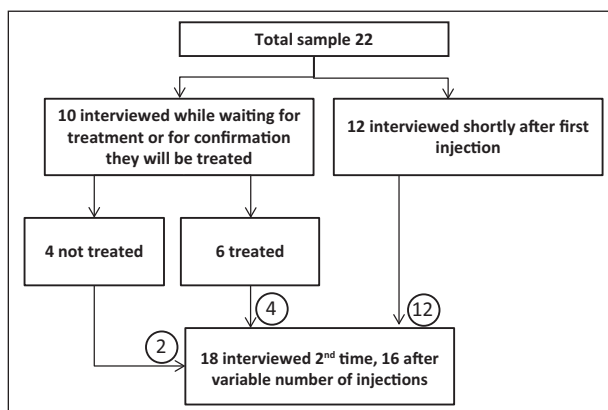 Total sample 22
10 interviewed while waiting for
treatment or for confirmation
they will be treated
12 interviewed shortly after first
injection
4 not treated
6 treated
2
4
12
18 interviewed 2nd time, 16 after
variable number of injections